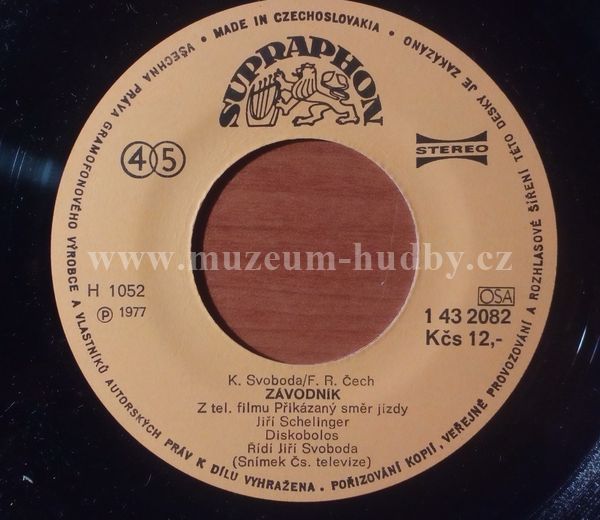 MADE IN CZECHOSLOVAKIA • VŠECHNA PRÁVA GRAMOFONOVÉHO VÝROBCE A VLASTNÍKŮ AUTORSKÝCH PRÁV K DÍLU VYHRAŽENA. • POŘIZOVÁNÍ KOPIÍ, VEŘEJNÉ PROVOZOVÁNÍ A ROZHLASOVÉ ŠÍŘENÍ TÉTO DESKY JE ZAKÁZÁNO •
SUPRAPHON
45
STEREO
www.muzeum-hudby.cz
H 1052
Ⓟ 1977
OSA
1 43 2082
Kčs 12,-
K. Svoboda/F. R. Čech
ZÁVODNÍK
Z tel. filmu Přikázaný směr jízdy
Jiří Schelinger
Diskobolos
Řídí Jiří Svoboda
(Snímek Čs. televize)